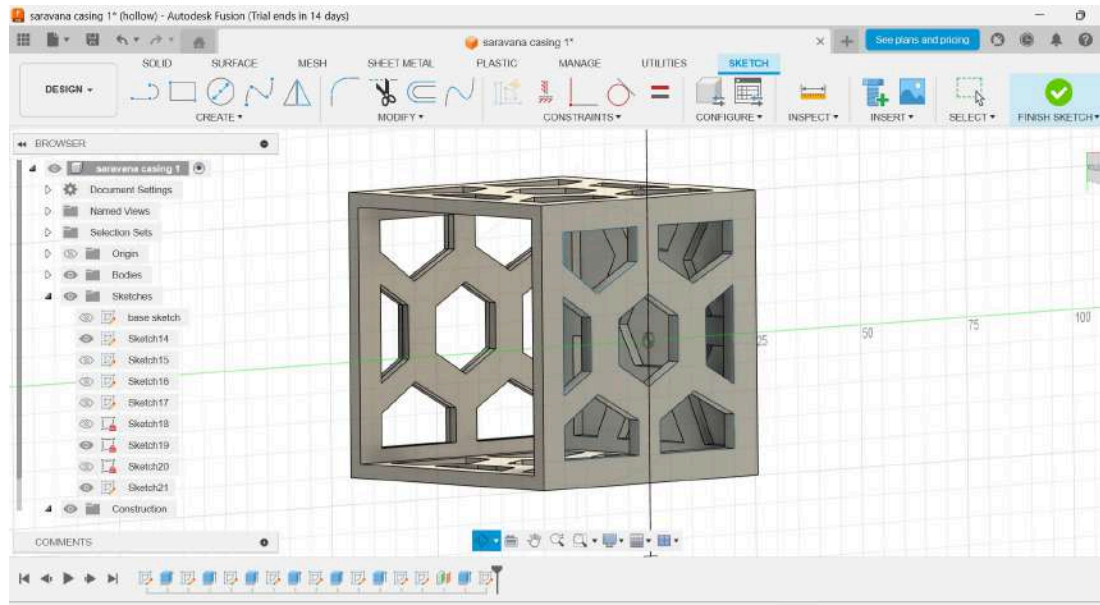 saravana casing 1* (hollow) - Autodesk Fusion (Trial ends in 14 days)
saravana casing 1*
See plans and pricing
SOLID SURFACE MESH SHEET METAL PLASTIC MANAGE UTILITIES SKETCH
DESIGN
CREATE MODIFY CONSTRAINTS CONFIGURE INSPECT INSERT SELECT FINISH SKETCH
BROWSER
saravana casing 1
Document Settings
Named Views
Selection Sets
Origin
Bodies
Sketches
base sketch
Sketch14
Sketch15
Sketch16
Sketch17
Sketch18
Sketch19
Sketch20
Sketch21
Construction
25 50 75 100
COMMENTS